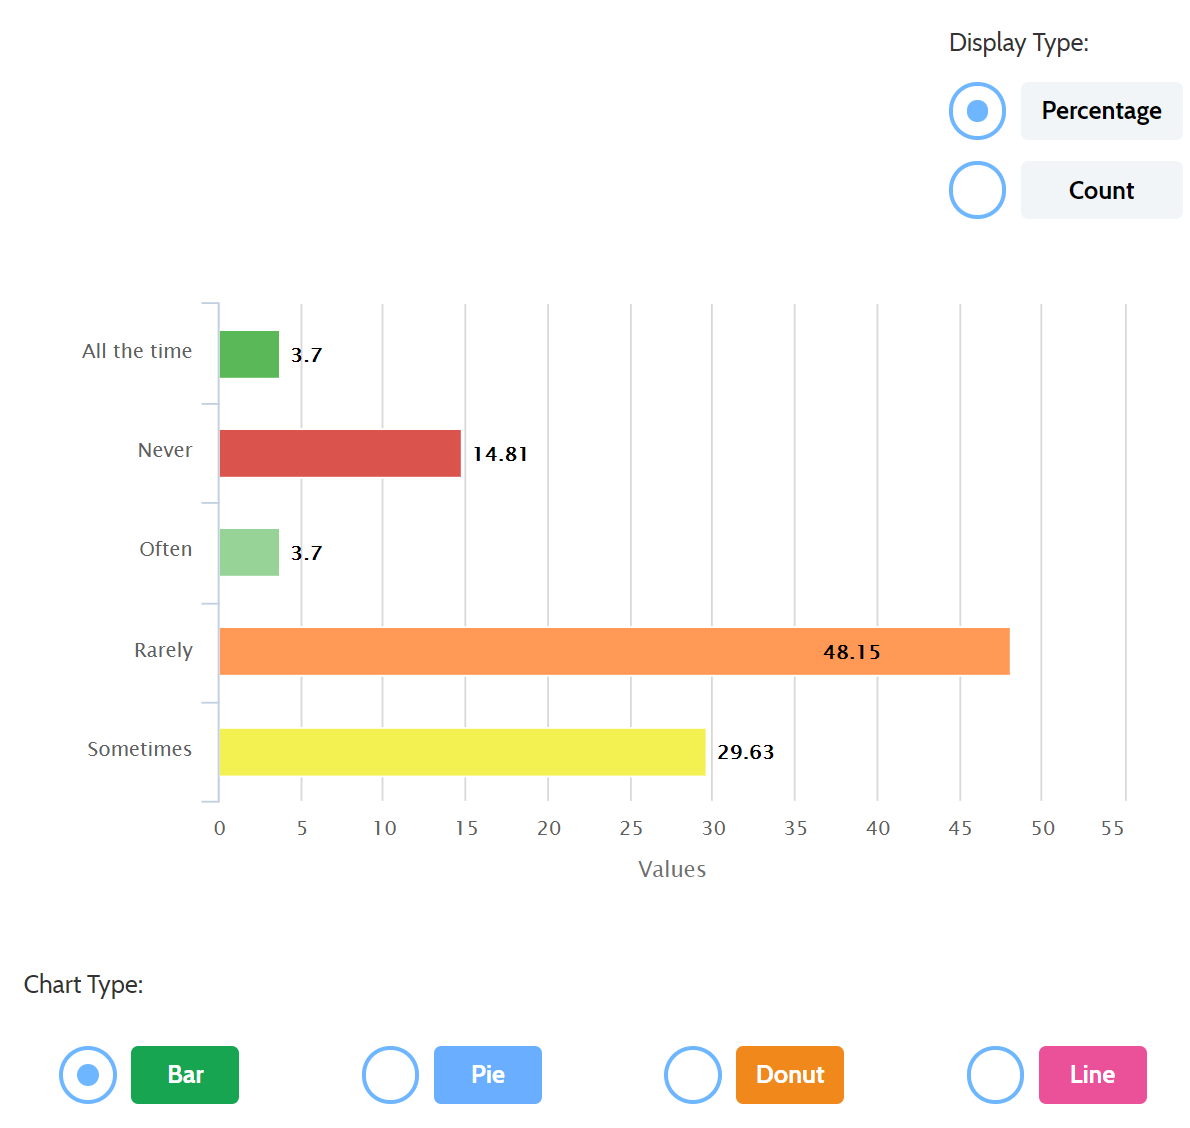 Display Type:
Percentage
Count
All the time
3.7
Never
14.81
Often
3.7
Rarely
48.15
Sometimes
29.63
0 5 10 15 20 25 30 35 40 45 50 55
Values
Chart Type:
Bar Pie Donut Line